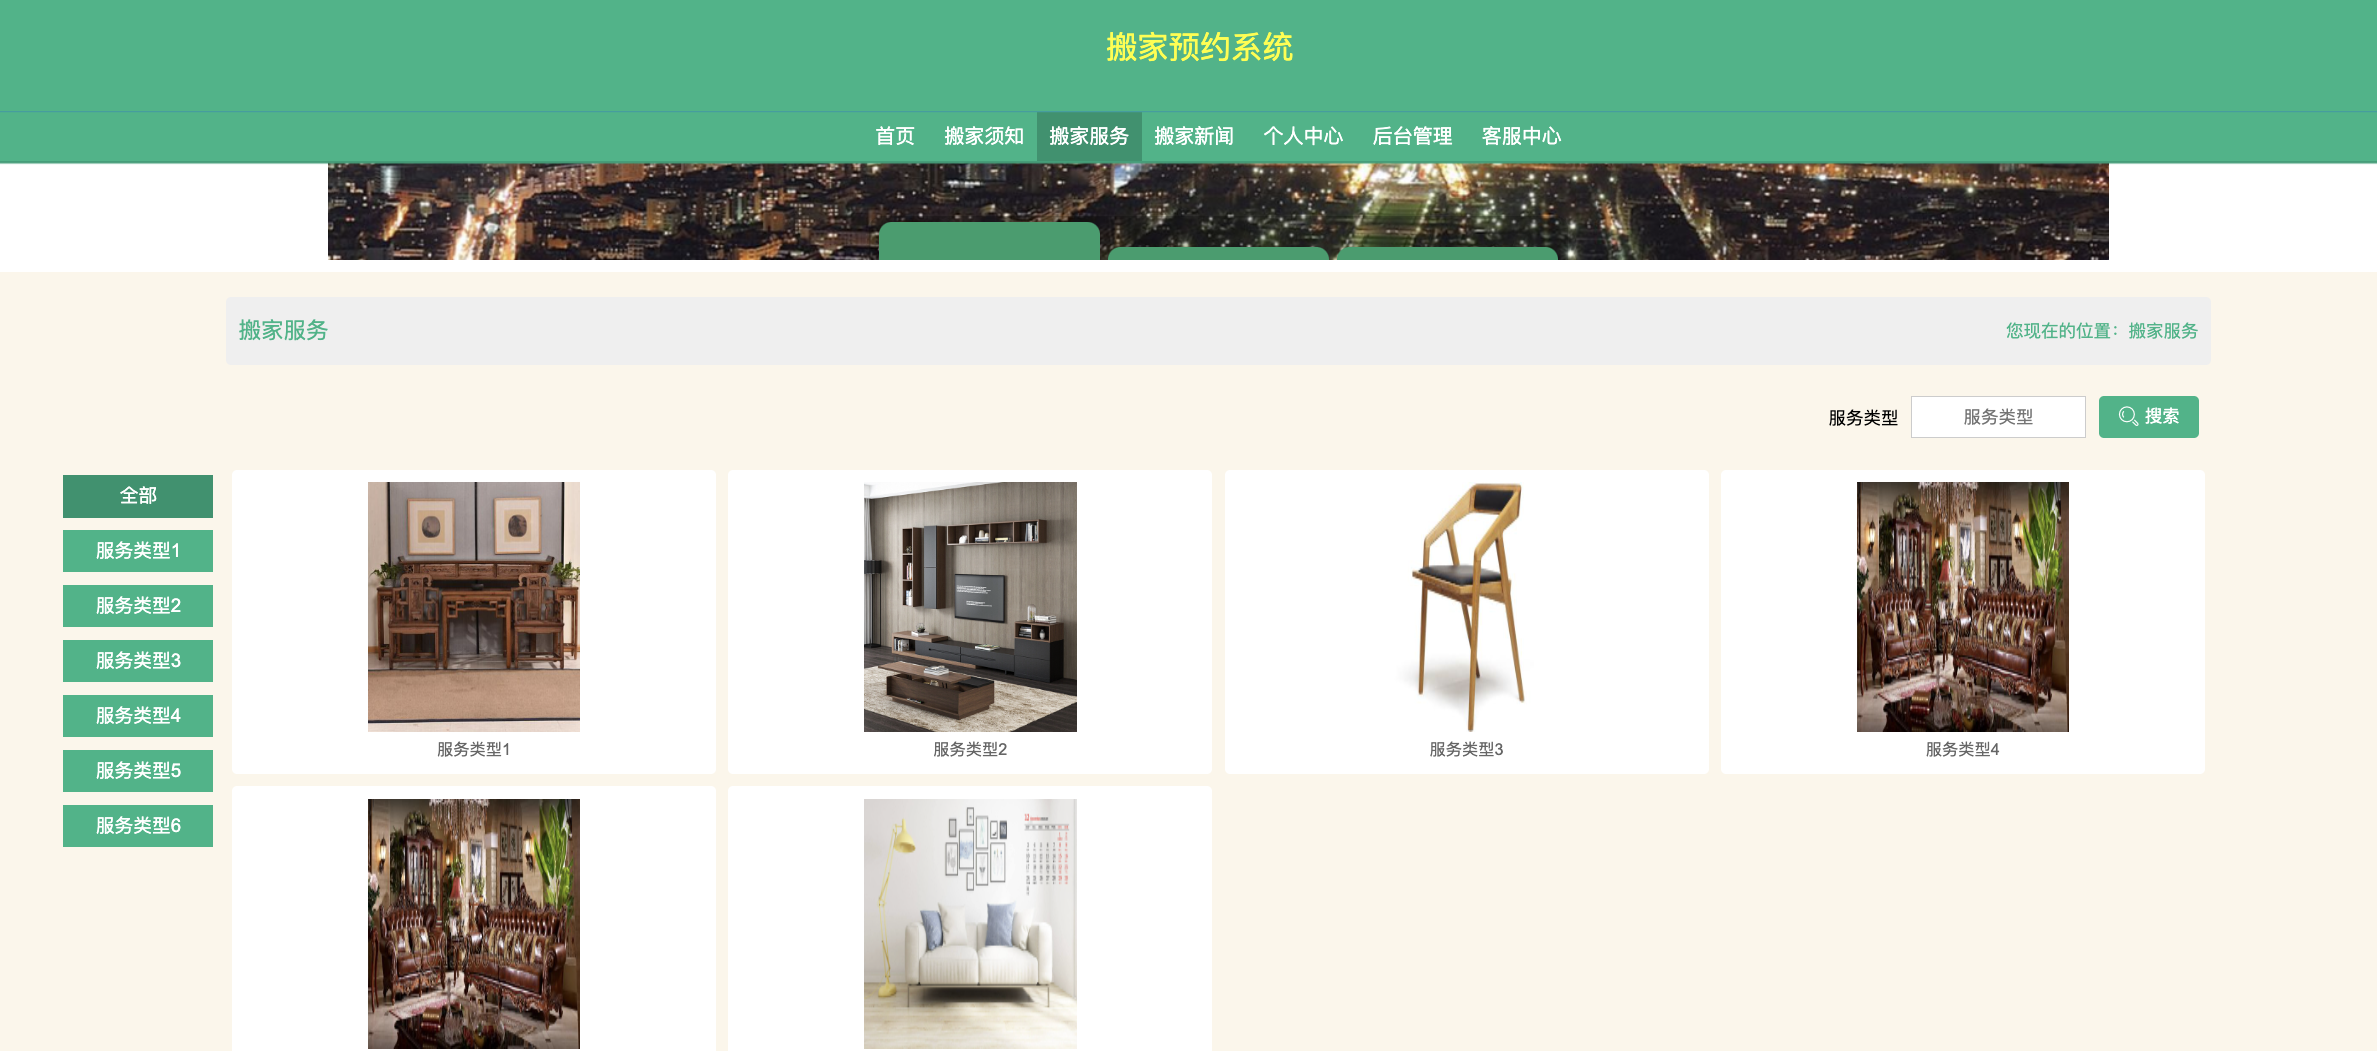 搬家预约系统
首页 搬家须知 搬家服务 搬家新闻 个人中心 后台管理 客服中心
搬家服务
您现在的位置：搬家服务
服务类型 服务类型 搜索
全部
服务类型1
服务类型2
服务类型3
服务类型4
服务类型5
服务类型6
服务类型1
服务类型2
服务类型3
服务类型4